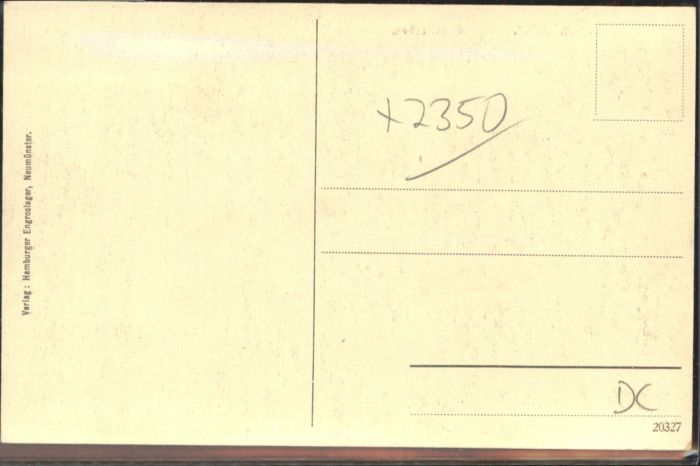 Verlag: Hamburger Engroslager, Neumünster.
+2350
DC
20327